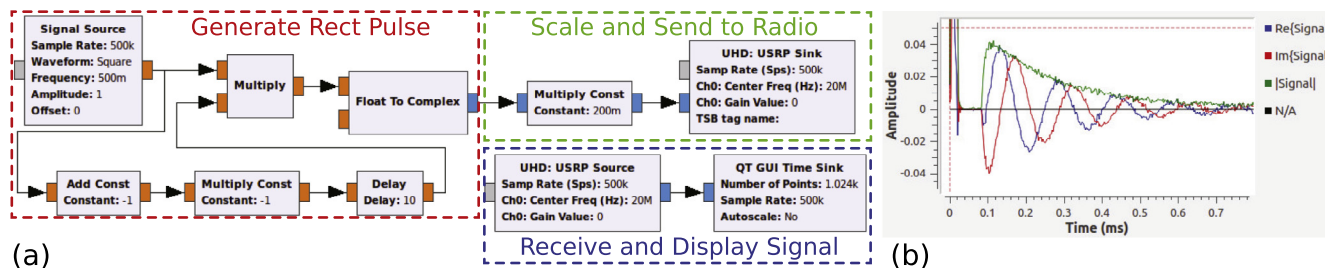 Generate Rect Pulse
Signal Source
Sample Rate: 500k
Waveform: Square
Frequency: 500m
Amplitude: 1
Offset: 0
Multiply
Float To Complex
Add Const
Constant: -1
Multiply Const
Constant: -1
Delay
Delay: 10
Scale and Send to Radio
Multiply Const
Constant: 200m
UHD: USRP Sink
Samp Rate (Sps): 500k
Ch0: Center Freq (Hz): 20M
Ch0: Gain Value: 0
TSB tag name:
UHD: USRP Source
Samp Rate (Sps): 500k
Ch0: Center Freq (Hz): 20M
Ch0: Gain Value: 0
QT GUI Time Sink
Number of Points: 1.024k
Sample Rate: 500k
Autoscale: No
Receive and Display Signal
(a)
Amplitude
0.04
0.02
0
-0.02
-0.04
0
0.1
0.2
0.3
0.4
0.5
0.6
0.7
Time (ms)
Re{Signal
Im{Signal
|Signal|
N/A
(b)